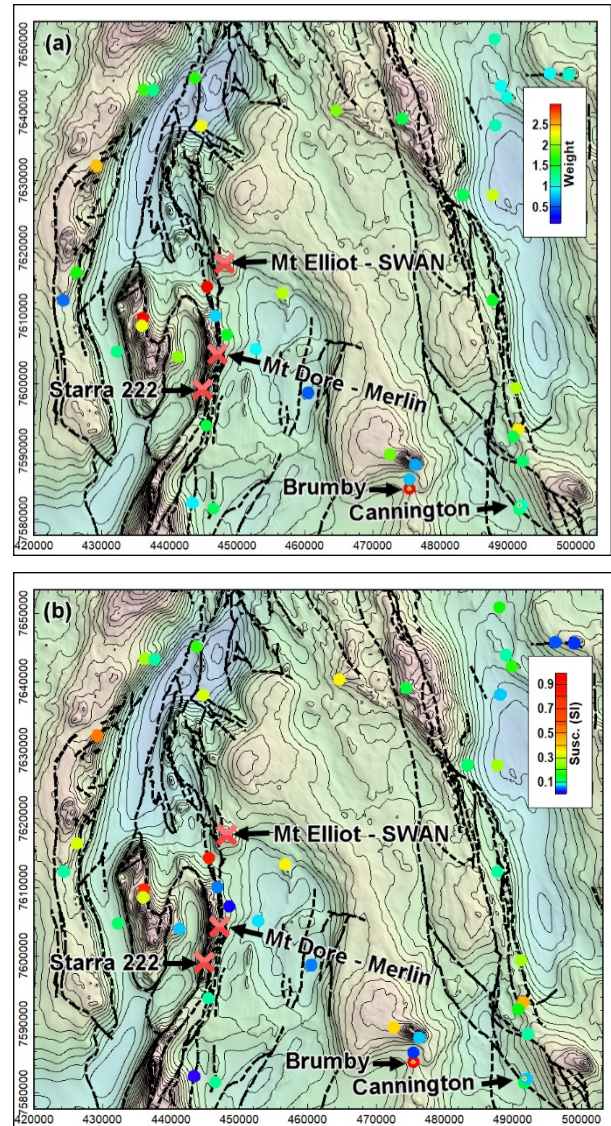 (a)
7650000
7640000
7630000
7620000
7610000
7600000
7590000
7580000
Mt Elliot - SWAN
Mt Dore - Merlin
Starra 222
Brumby
Cannington
2.5
2
1.5
1
0.5
Weight
420000 430000 440000 450000 460000 470000 480000 490000 500000
(b)
7650000
7640000
7630000
7620000
7610000
7600000
7590000
7580000
Mt Elliot - SWAN
Mt Dore - Merlin
Starra 222
Brumby
Cannington
0.9
0.5
0.3
0.1
Susc. (SI)
420000 430000 440000 450000 460000 470000 480000 490000 500000